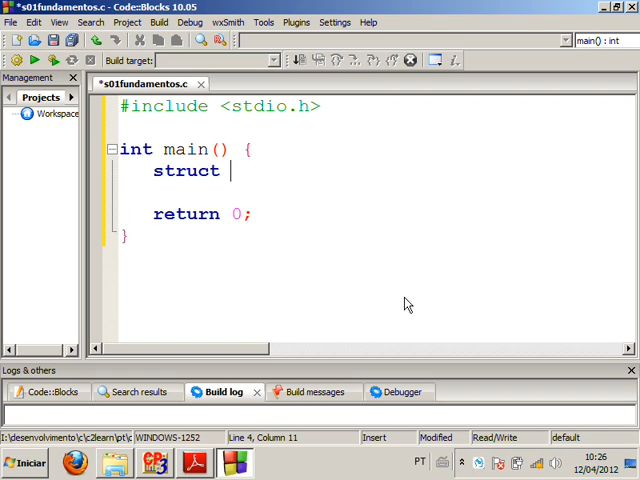 *s01fundamentos.c - Code::Blocks 10.05
File Edit View Search Project Build Debug wxSmith Tools Settings Help
main() : int
Build target:
Management
Projects
Workspace
*s01fundamentos.c
#include <stdio.h>
int main() {
struct
return 0;
}
Logs & others
Code::Blocks Search results Build log Build messages Debugger
I:\desenvolvimento\c\c2learn\pt\c WINDOWS-1252 Line 4, Column 11 Insert Modified Read/Write default
Iniciar PT 10:26
12/04/2012